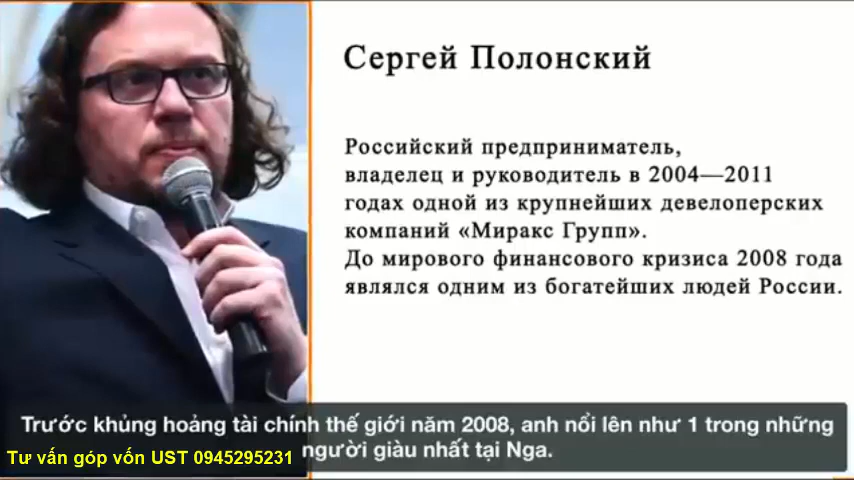 Сергей Полонский
Российский предприниматель,
владелец и руководитель в 2004—2011
годах одной из крупнейших девелоперских
компаний «Миракс Групп».
До мирового финансового кризиса 2008 года
являлся одним из богатейших людей России.
Trước khủng hoảng tài chính thế giới năm 2008, anh nổi lên như 1 trong những
người giàu nhất tại Nga.
Tư vấn góp vốn UST 0945295231